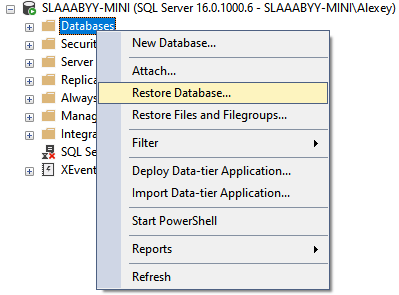 SLAAABYY-MINI (SQL Server 16.0.1000.6 - SLAAABYY-MINI\Alexey)
Databases
Securit
Server
Replica
Always
Manag
Integra
SQL Se
XEvent
New Database...
Attach...
Restore Database...
Restore Files and Filegroups...
Filter
Deploy Data-tier Application...
Import Data-tier Application...
Start PowerShell
Reports
Refresh